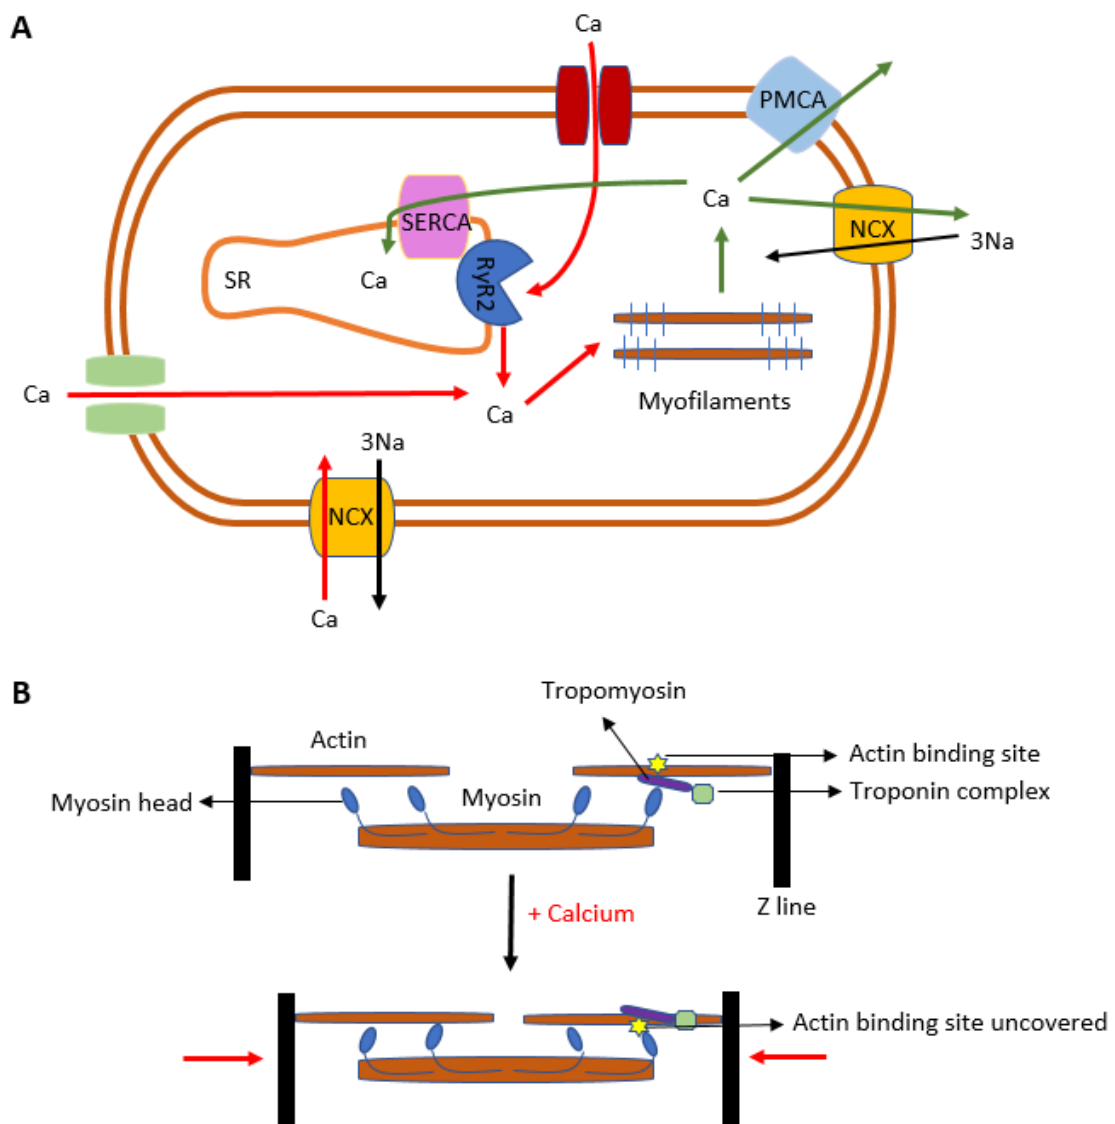 A
Ca
PMCA
SERCA
Ca
NCX
3Na
SR
Ca
RyR2
Ca
Ca
Myofilaments
3Na
NCX
Ca
B
Tropomyosin
Actin
Actin binding site
Myosin head
Myosin
Troponin complex
Z line
+ Calcium
Actin binding site uncovered